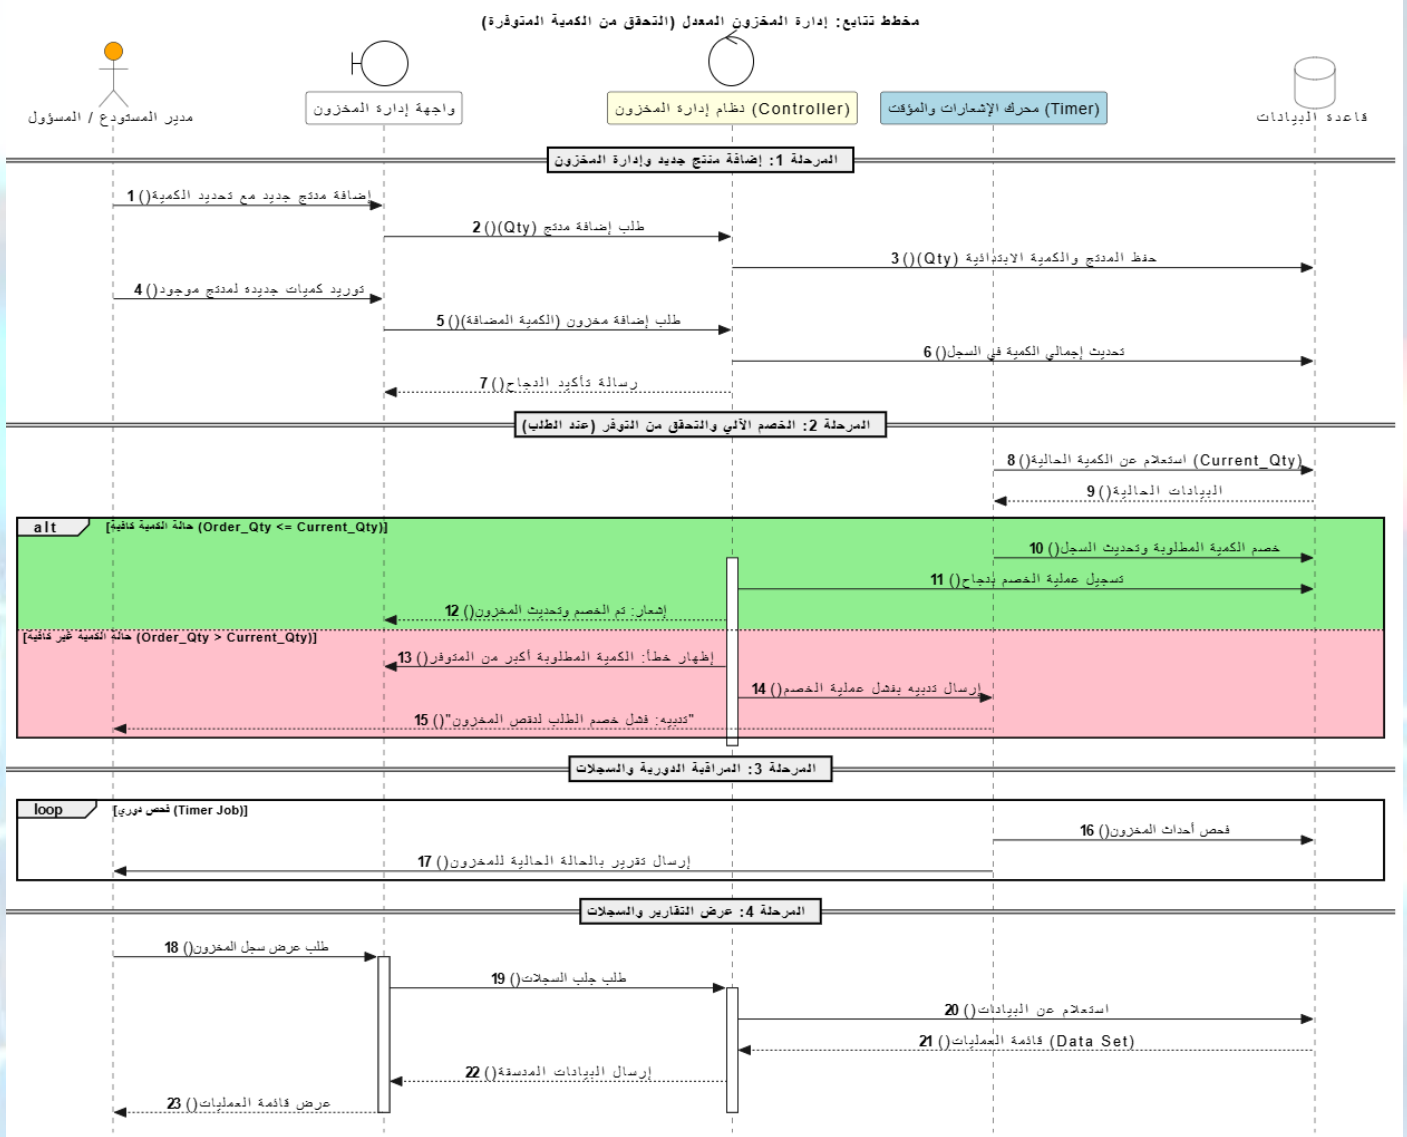 مخطط تتابع: إدارة المخزون المعدل (التحقق من الكمية المتوفرة)
مدير المستودع / المسؤول
واجهة إدارة المخزون
نظام إدارة المخزون (Controller)
محرك الإشعارات والمؤقت (Timer)
قاعدة البيانات
المرحلة 1: إضافة منتج جديد وإدارة المخزون
1 إضافة منتج جديد مع تحديد الكمية()
2 طلب إضافة منتج (Qty)()
3 حفظ المنتج والكمية الابتدائية (Qty)()
4 توريد كميات جديدة لمنتج موجود()
5 طلب إضافة مخزون (الكمية المضافة)()
6 تحديث إجمالي الكمية في السجل()
7 رسالة تأكيد النجاح()
المرحلة 2: الخصم الآلي والتحقق من التوفر (عند الطلب)
8 استعلام عن الكمية الحالية (Current_Qty)()
9 البيانات الحالية()
alt [حالة الكمية كافية (Order_Qty <= Current_Qty)]
10 خصم الكمية المطلوبة وتحديث السجل()
11 تسجيل عملية الخصم بنجاح()
12 إشعار: تم الخصم وتحديث المخزون()
[حالة الكمية غير كافية (Order_Qty > Current_Qty)]
13 إظهار خطأ: الكمية المطلوبة أكبر من المتوفر()
14 إرسال تنبيه بفشل عملية الخصم()
15 "تنبيه: فشل خصم الطلب لنقص المخزون"()
المرحلة 3: المراقبة الدورية والسجلات
loop [فحص دوري (Timer Job)]
16 فحص أحداث المخزون()
17 إرسال تقرير بالحالة الحالية للمخزون()
المرحلة 4: عرض التقارير والسجلات
18 طلب عرض سجل المخزون()
19 طلب جلب السجلات()
20 استعلام عن البيانات()
21 قائمة العمليات (Data Set)()
22 إرسال البيانات المنسقة()
23 عرض قائمة العمليات()